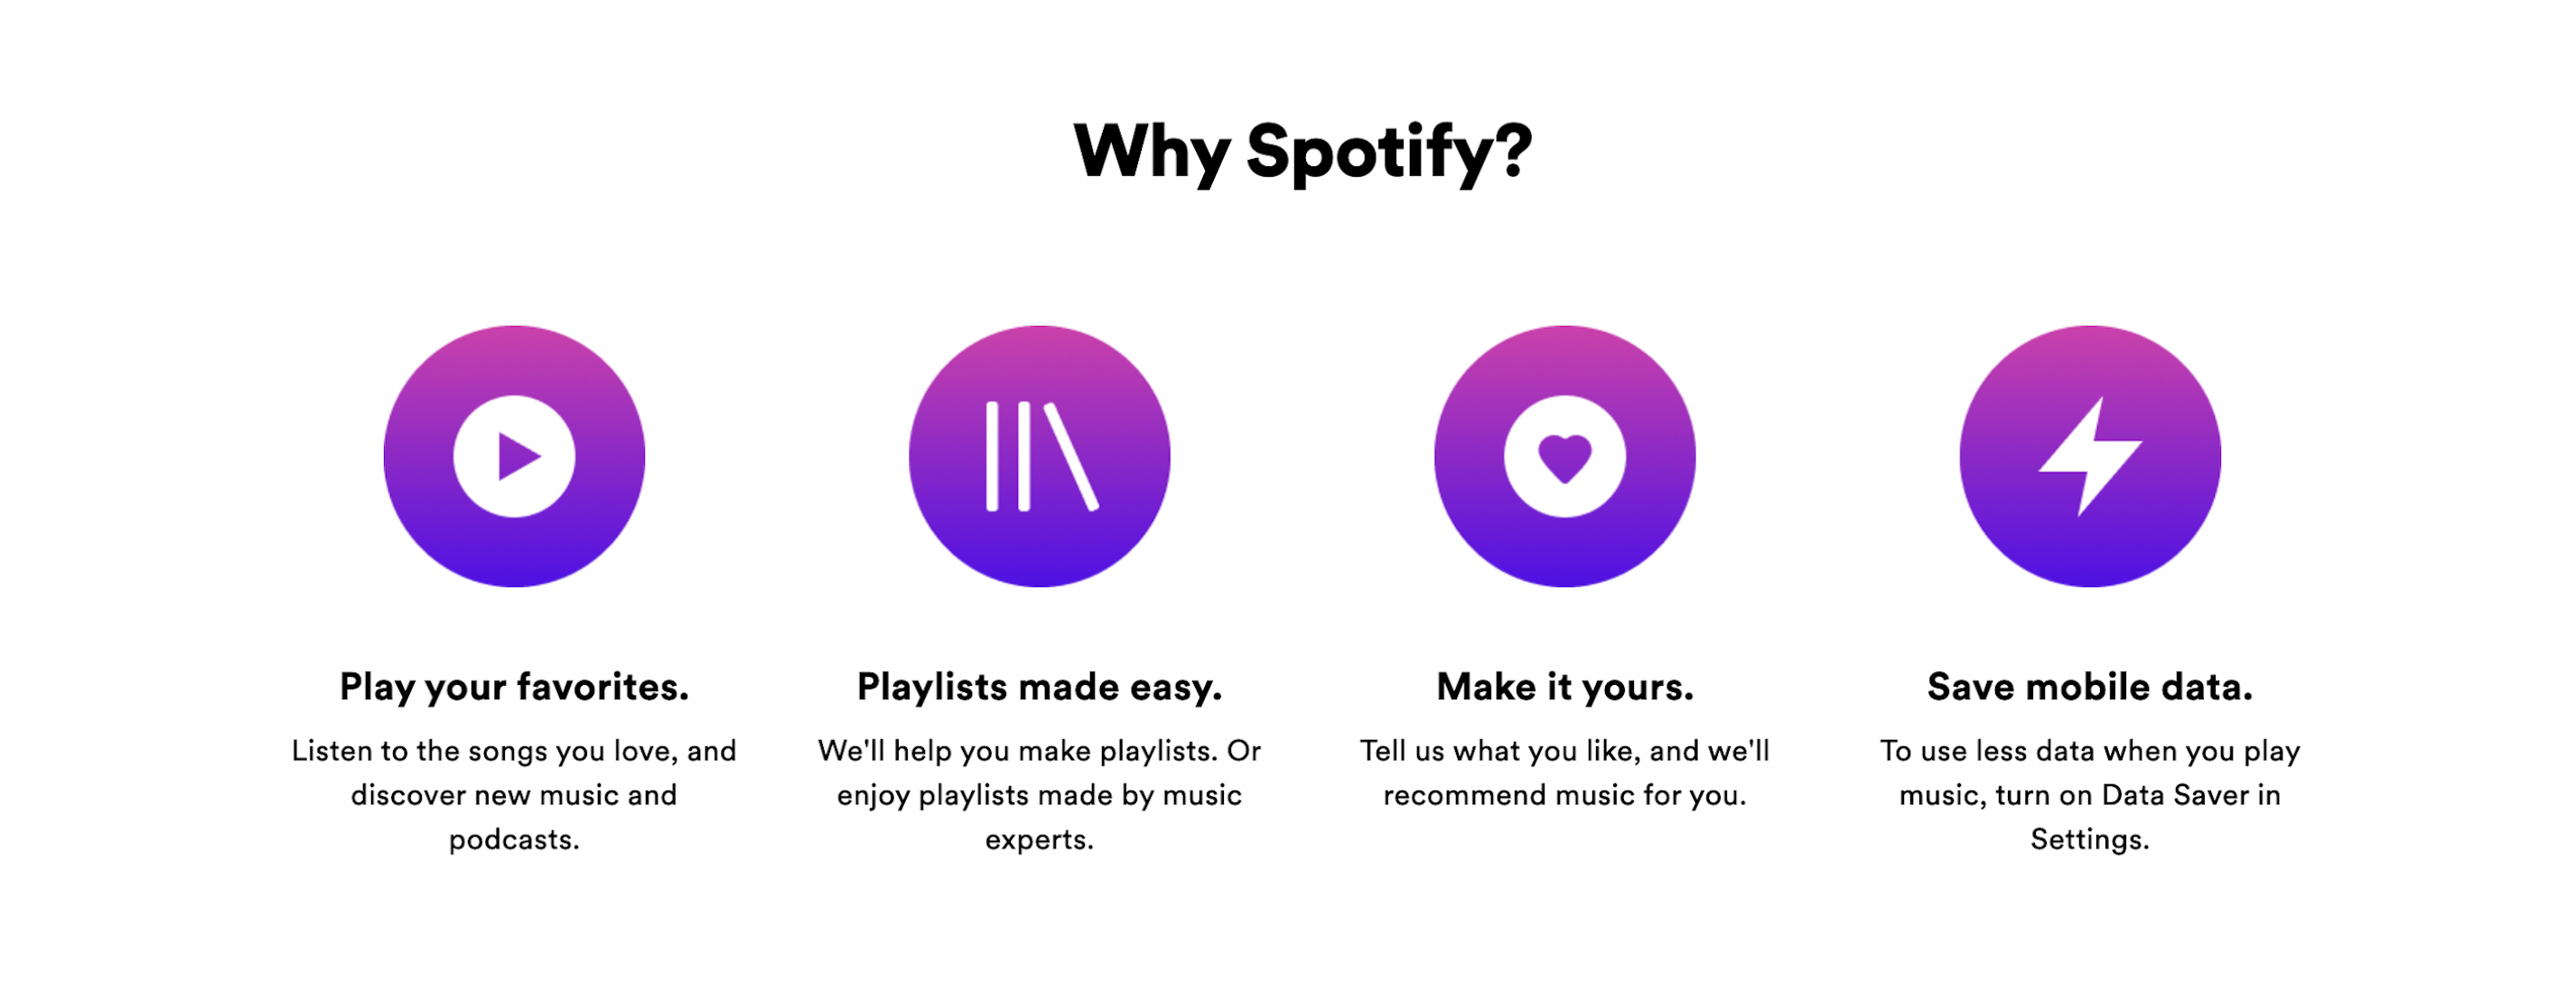 Why Spotify?
Play your favorites.
Listen to the songs you love, and
discover new music and
podcasts.
Playlists made easy.
We'll help you make playlists. Or
enjoy playlists made by music
experts.
Make it yours.
Tell us what you like, and we'll
recommend music for you.
Save mobile data.
To use less data when you play
music, turn on Data Saver in
Settings.